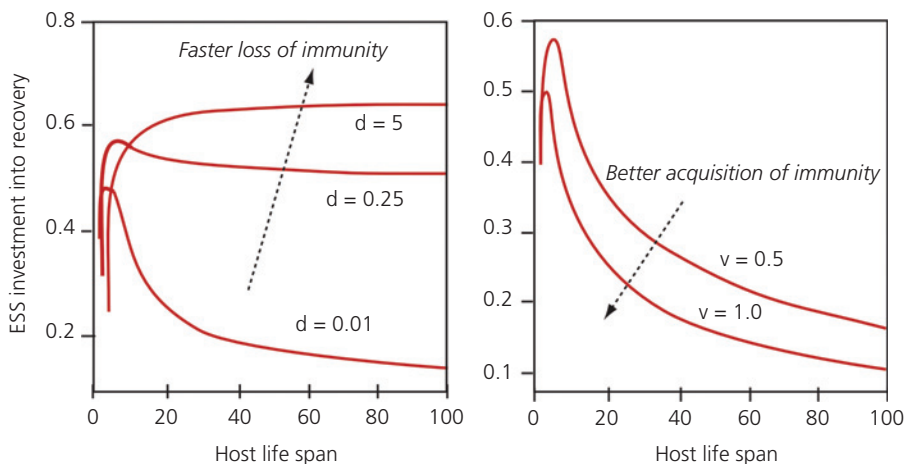 ESS investment into recovery
0.8
0.6
0.4
0.2
Faster loss of immunity
d = 5
d = 0.25
d = 0.01
0 20 40 60 80 100
Host life span
0.6
0.5
0.4
0.3
0.2
0.1
Better acquisition of immunity
v = 0.5
v = 1.0
0 20 40 60 80 100
Host life span